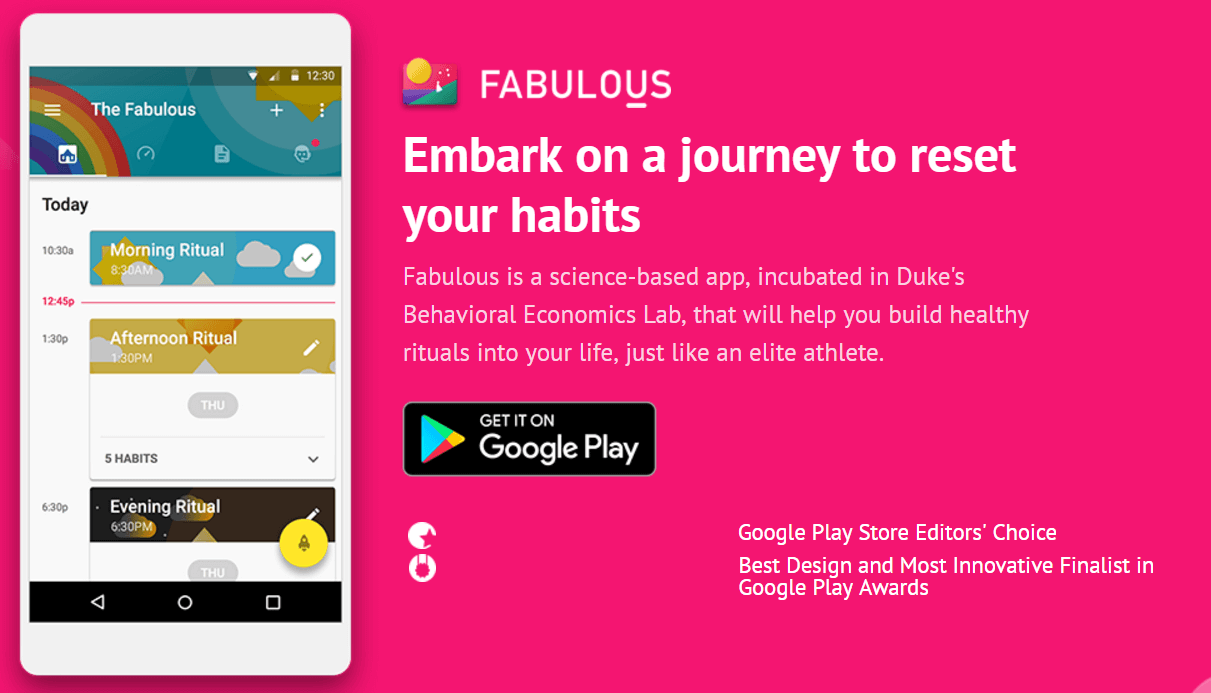 12:30
The Fabulous
Today
10:30a
Morning Ritual
8:30AM
12:45p
1:30p
Afternoon Ritual
1:30PM
THU
5 HABITS
6:30p
Evening Ritual
6:30PM
THU
FABULOUS
Embark on a journey to reset
your habits
Fabulous is a science-based app, incubated in Duke's
Behavioral Economics Lab, that will help you build healthy
rituals into your life, just like an elite athlete.
GET IT ON
Google Play
Google Play Store Editors' Choice
Best Design and Most Innovative Finalist in
Google Play Awards